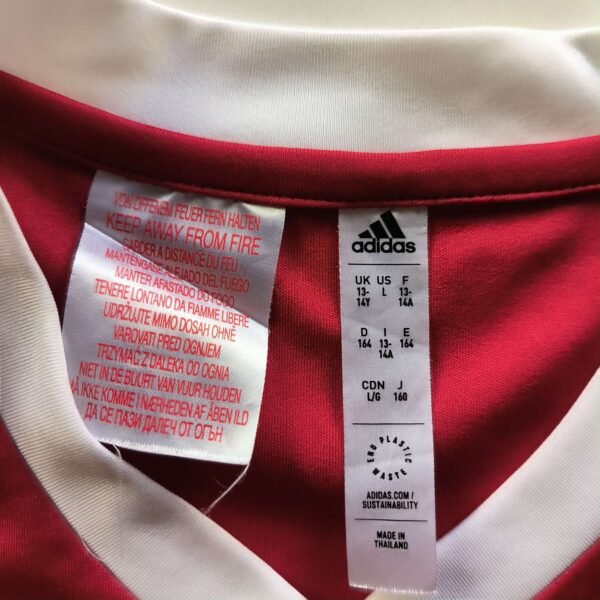 VON OFFENEM FEUER FERN HALTEN
KEEP AWAY FROM FIRE
GARDER A DISTANCE DU FEU
MANTÉNGASE ALEJADO DEL FUEGO
MANTER AFASTADO DO FOGO
TENERE LONTANO DA FIAMME LIBERE
UDRŽUJTE MIMO DOSAH OHNĚ
VAROVATI PRED OGNJEM
TRZYMAĆ Z DALEKA OD OGNIA
NIET IN DE BUURT VAN VUUR HOUDEN
MÅ IKKE KOMME I NÆRHEDEN AF ÅBEN ILD
ДА СЕ ПАЗИ ДАЛЕЧ ОТ ОГЪН
adidas
UK US F
13- L 13-
14Y 14A
D I E
164 13- 164
14A
CDN J
L/G 160
END PLASTIC WASTE
ADIDAS.COM /
SUSTAINABILITY
MADE IN
THAILAND